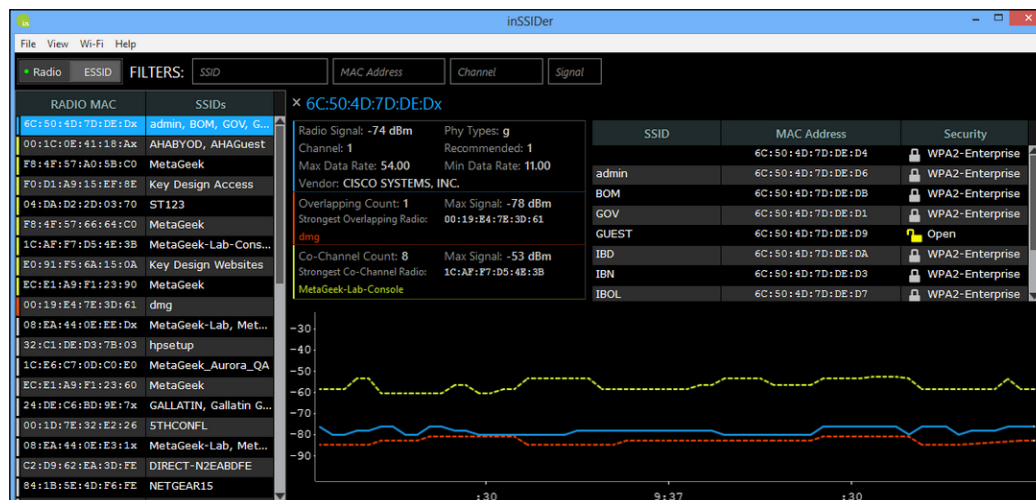 in
inSSIDer
File View Wi-Fi Help
Radio ESSID FILTERS: SSID MAC Address Channel Signal
RADIO MAC SSIDs
6C:50:4D:7D:DE:Dx admin, BOM, GOV, G...
00:1C:0E:41:18:Ax AHABYOD, AHAGuest
F8:4F:57:A0:5B:C0 MetaGeek
F0:D1:A9:15:EF:8E Key Design Access
04:DA:D2:2D:03:70 ST123
F8:4F:57:66:64:C0 MetaGeek
1C:AF:F7:D5:4E:3B MetaGeek-Lab-Cons...
E0:91:F5:6A:15:0A Key Design Websites
EC:E1:A9:F1:23:90 MetaGeek
00:19:E4:7E:3D:61 dmg
08:EA:44:0E:EE:Dx MetaGeek-Lab, Met...
32:C1:DE:D3:7B:03 hpsetup
1C:E6:C7:0D:C0:E0 MetaGeek_Aurora_QA
EC:E1:A9:F1:23:60 MetaGeek
24:DE:C6:BD:9E:7x GALLATIN, Gallatin G...
00:1D:7E:32:E2:26 5THCONFL
08:EA:44:0E:E3:1x MetaGeek-Lab, Met...
C2:D9:62:EA:3D:FE DIRECT-N2EABDFE
84:1B:5E:4D:F6:FE NETGEAR15
× 6C:50:4D:7D:DE:Dx
Radio Signal: -74 dBm Phy Types: g
Channel: 1 Recommended: 1
Max Data Rate: 54.00 Min Data Rate: 11.00
Vendor: CISCO SYSTEMS, INC.
Overlapping Count: 1 Max Signal: -78 dBm
Strongest Overlapping Radio: 00:19:E4:7E:3D:61
dmg
Co-Channel Count: 8 Max Signal: -53 dBm
Strongest Co-Channel Radio: 1C:AF:F7:D5:4E:3B
MetaGeek-Lab-Console
SSID MAC Address Security
6C:50:4D:7D:DE:D4 WPA2-Enterprise
admin 6C:50:4D:7D:DE:D6 WPA2-Enterprise
BOM 6C:50:4D:7D:DE:DB WPA2-Enterprise
GOV 6C:50:4D:7D:DE:D1 WPA2-Enterprise
GUEST 6C:50:4D:7D:DE:D9 Open
IBD 6C:50:4D:7D:DE:DA WPA2-Enterprise
IBN 6C:50:4D:7D:DE:D3 WPA2-Enterprise
IBOL 6C:50:4D:7D:DE:D7 WPA2-Enterprise
-30
-40
-50
-60
-70
-80
-90
:30 9:37 :30